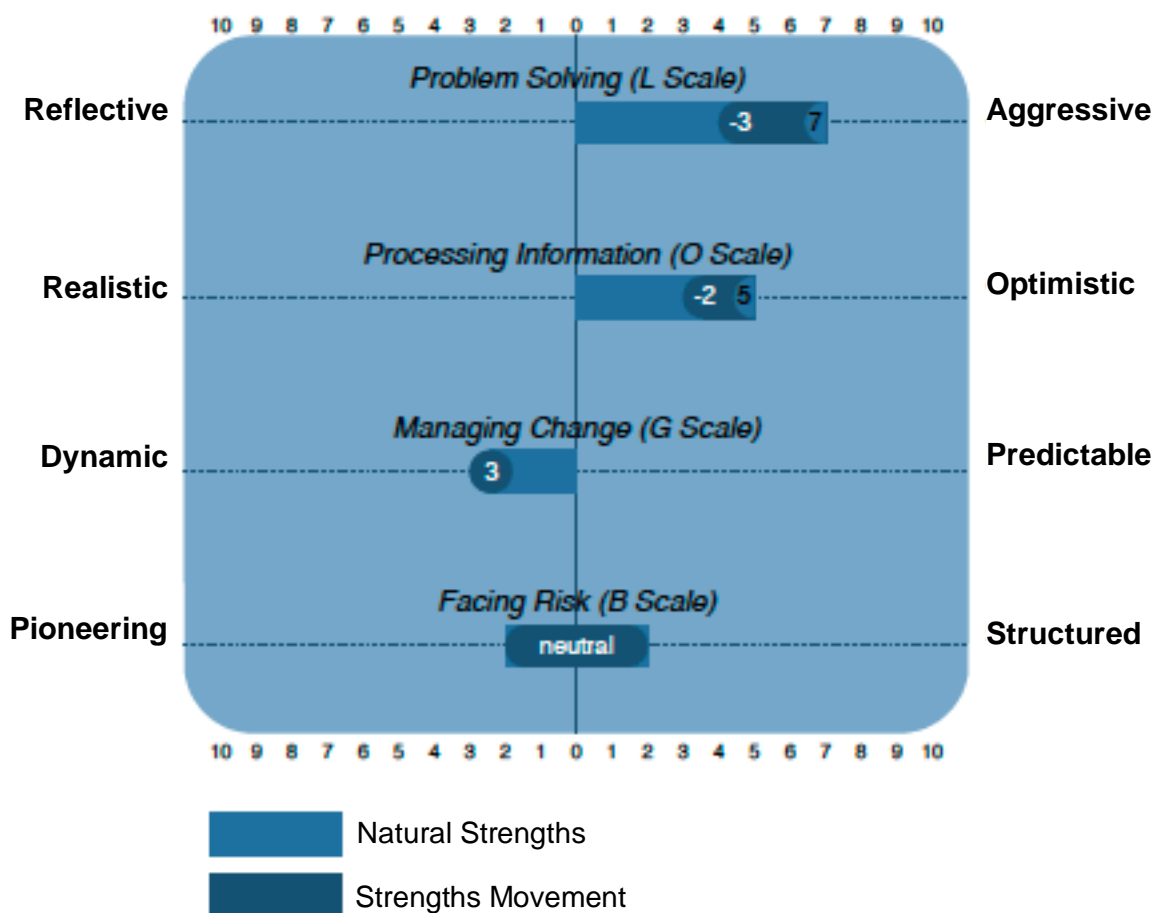 10 9 8 7 6 5 4 3 2 1 0 1 2 3 4 5 6 7 8 9 10
Problem Solving (L Scale)
Reflective -3 7 Aggressive
Processing Information (O Scale)
Realistic -2 5 Optimistic
Managing Change (G Scale)
Dynamic 3 Predictable
Facing Risk (B Scale)
Pioneering neutral Structured
10 9 8 7 6 5 4 3 2 1 0 1 2 3 4 5 6 7 8 9 10
Natural Strengths
Strengths Movement